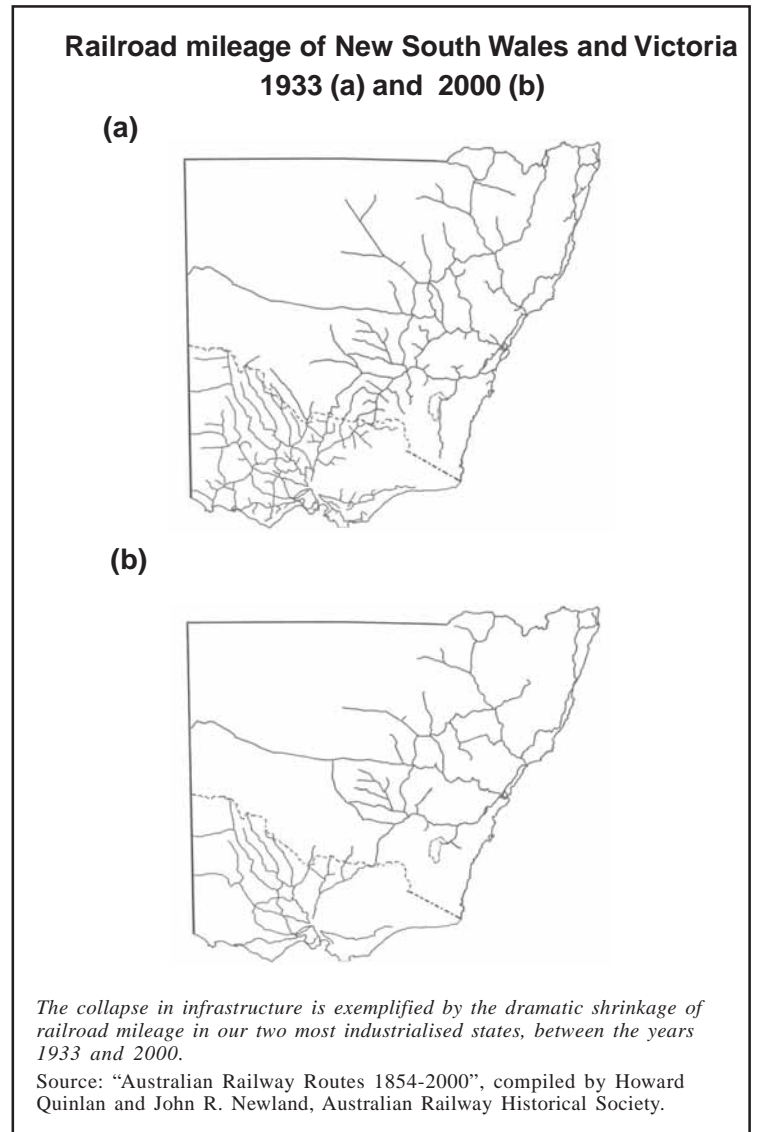 Railroad mileage of New South Wales and Victoria
1933 (a) and 2000 (b)
(a)
(b)
The collapse in infrastructure is exemplified by the dramatic shrinkage of
railroad mileage in our two most industrialised states, between the years
1933 and 2000.
Source: “Australian Railway Routes 1854-2000”, compiled by Howard
Quinlan and John R. Newland, Australian Railway Historical Society.